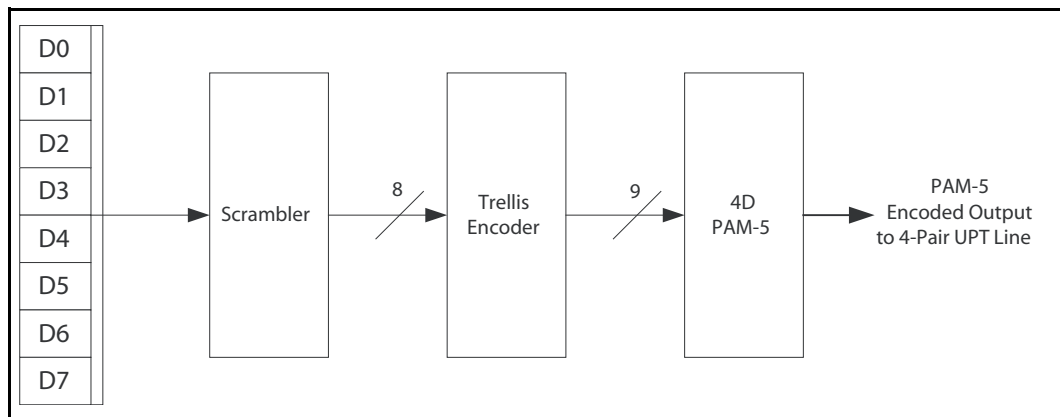 D0
D1
D2
D3
D4
D5
D6
D7
Scrambler
8
Trellis
Encoder
9
4D
PAM-5
PAM-5
Encoded Output
to 4-Pair UPT Line